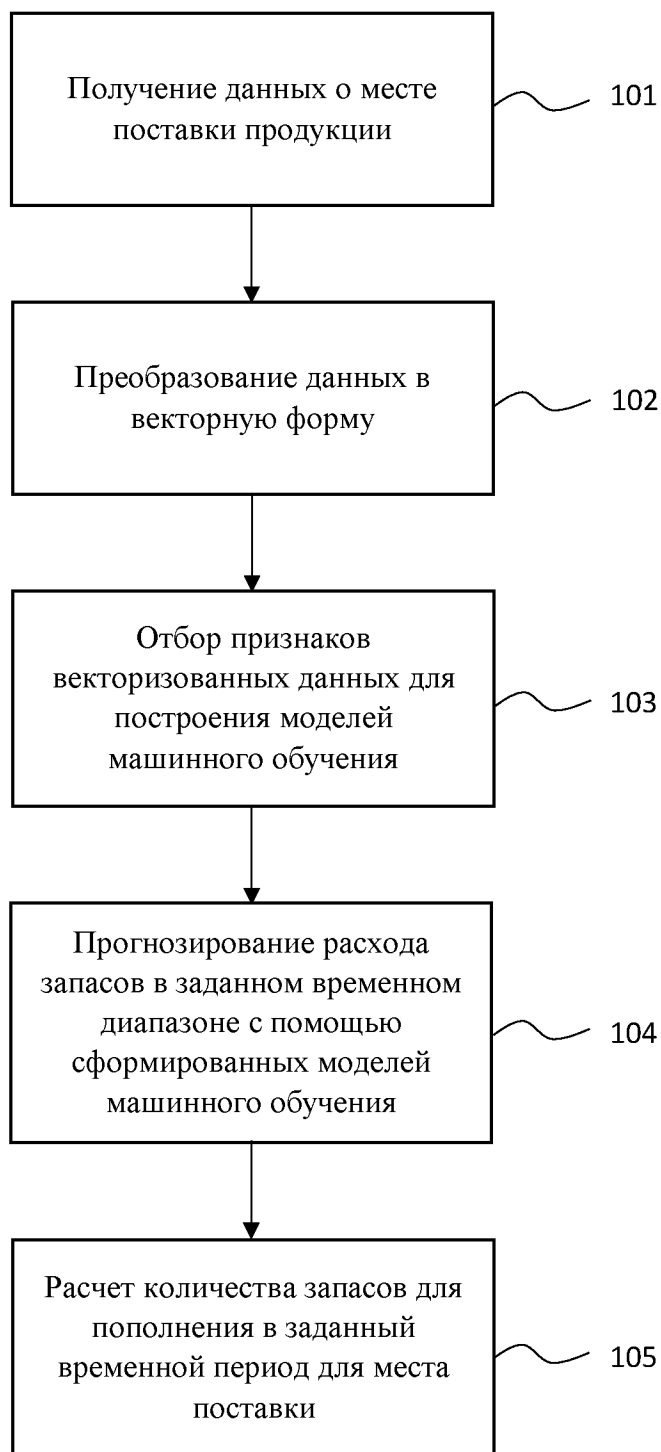 Получение данных о месте
поставки продукции
101
Преобразование данных в
векторную форму
102
Отбор признаков
векторизованных данных для
построения моделей
машинного обучения
103
Прогнозирование расхода
запасов в заданном временном
диапазоне с помощью
сформированных моделей
машинного обучения
104
Расчет количества запасов для
пополнения в заданный
временной период для места
поставки
105